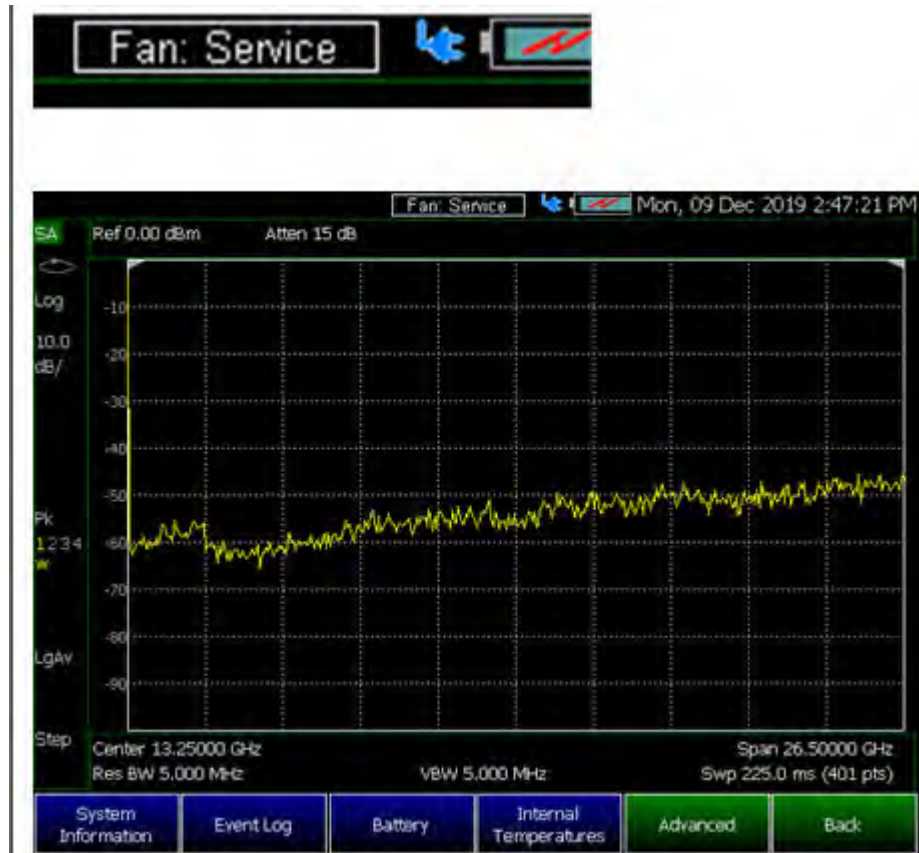 Fan: Service
Fan: Service Mon, 09 Dec 2019 2:47:21 PM
SA Ref 0.00 dBm Atten 15 dB
Log
10.0
dB/
-10
-20
-30
-40
-50
Pk
1234
w
-60
-70
-80
LgAv
-90
Step
Center 13.25000 GHz Span 26.50000 GHz
Res BW 5.000 MHz VBW 5.000 MHz Swp 225.0 ms (401 pts)
System Information Event Log Battery Internal Temperatures Advanced Back